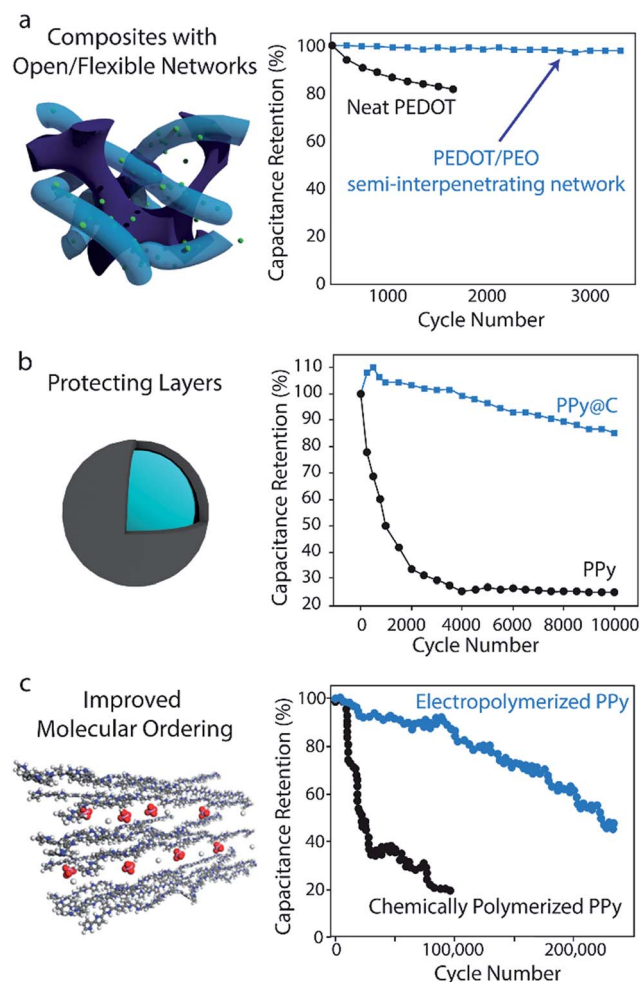 a
Composites with
Open/Flexible Networks
Capacitance Retention (%)
100
80
60
40
20
0
Neat PEDOT
PEDOT/PEO
semi-interpenetrating network
1000
2000
3000
Cycle Number
b
Protecting Layers
Capacitance Retention (%)
110
100
90
80
70
60
50
40
30
20
PPy@C
PPy
0
2000
4000
6000
8000
10000
Cycle Number
c
Improved
Molecular Ordering
Capacitance Retention (%)
100
80
60
40
20
0
Electropolymerized PPy
Chemically Polymerized PPy
0
100,000
200,000
Cycle Number